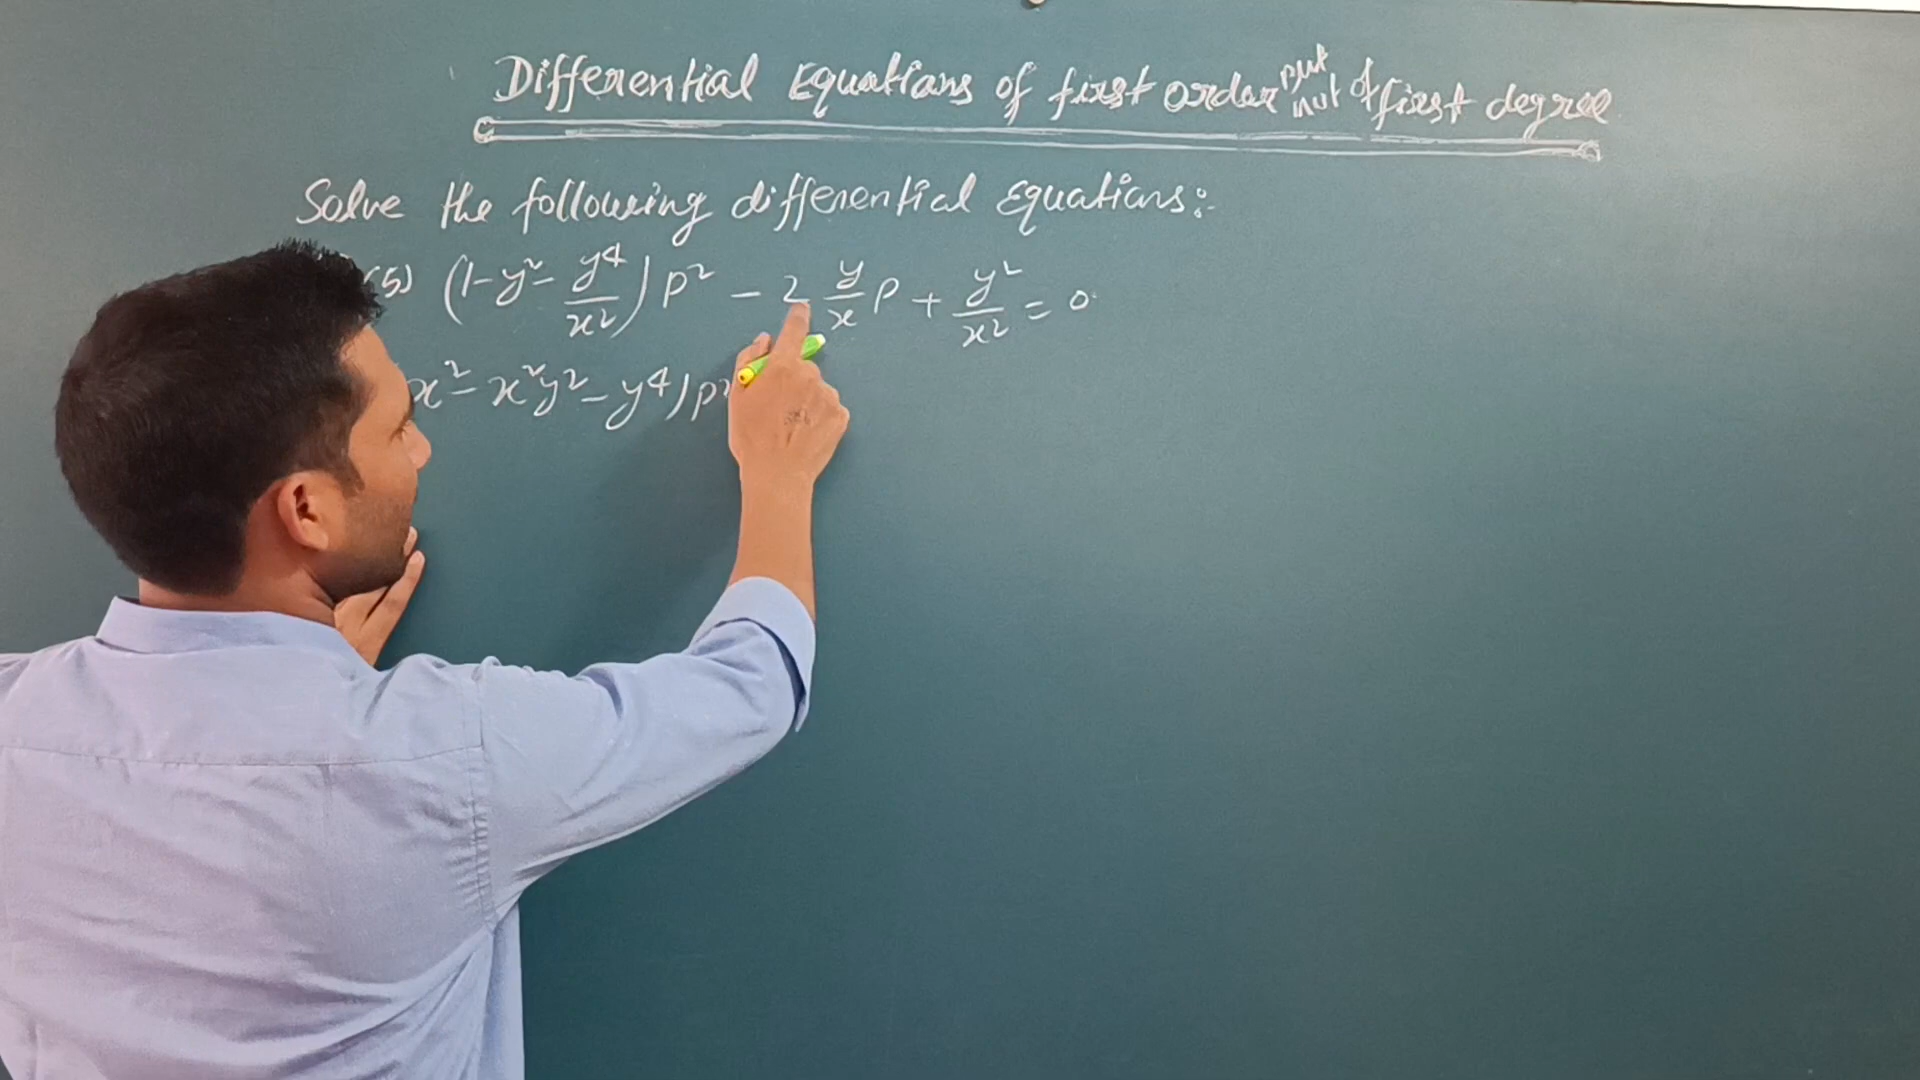 Differential Equations of first order but not of first degree
Solve the following differential Equations:-
(5) (1-y²-y⁴/x²)p² - 2 y/x p + y²/x² = 0
x²-x²y²-y⁴)p²